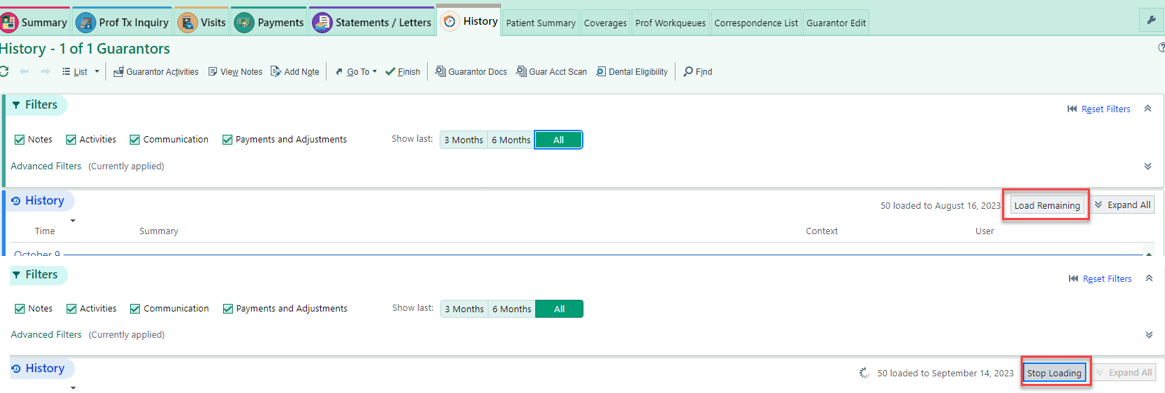 Summary Prof Tx Inquiry Visits Payments Statements / Letters History Patient Summary Coverages Prof Workqueues Correspondence List Guarantor Edit
History - 1 of 1 Guarantors
List Guarantor Activities View Notes Add Note Go To Finish Guarantor Docs Guar Acct Scan Dental Eligibility Find
Filters
Reset Filters
Notes Activities Communication Payments and Adjustments Show last: 3 Months 6 Months All
Advanced Filters (Currently applied)
History
50 loaded to August 16, 2023 Load Remaining Expand All
Time Summary Context User
October 9
Filters
Reset Filters
Notes Activities Communication Payments and Adjustments Show last: 3 Months 6 Months All
Advanced Filters (Currently applied)
History
50 loaded to September 14, 2023 Stop Loading Expand All